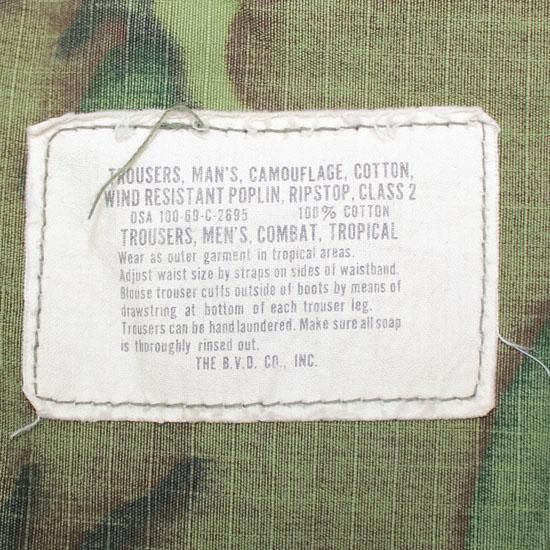 TROUSERS, MAN'S, CAMOUFLAGE, COTTON,
WIND RESISTANT POPLIN, RIPSTOP, CLASS 2
DSA 100-69-C-2695 100% COTTON
TROUSERS, MEN'S, COMBAT, TROPICAL
Wear as outer garment in tropical areas.
Adjust waist size by straps on sides of waistband.
Blouse trouser cuffs outside of boots by means of
drawstring at bottom of each trouser leg.
Trousers can be hand laundered. Make sure all soap
is thoroughly rinsed out.
THE B.V.D. CO., INC.